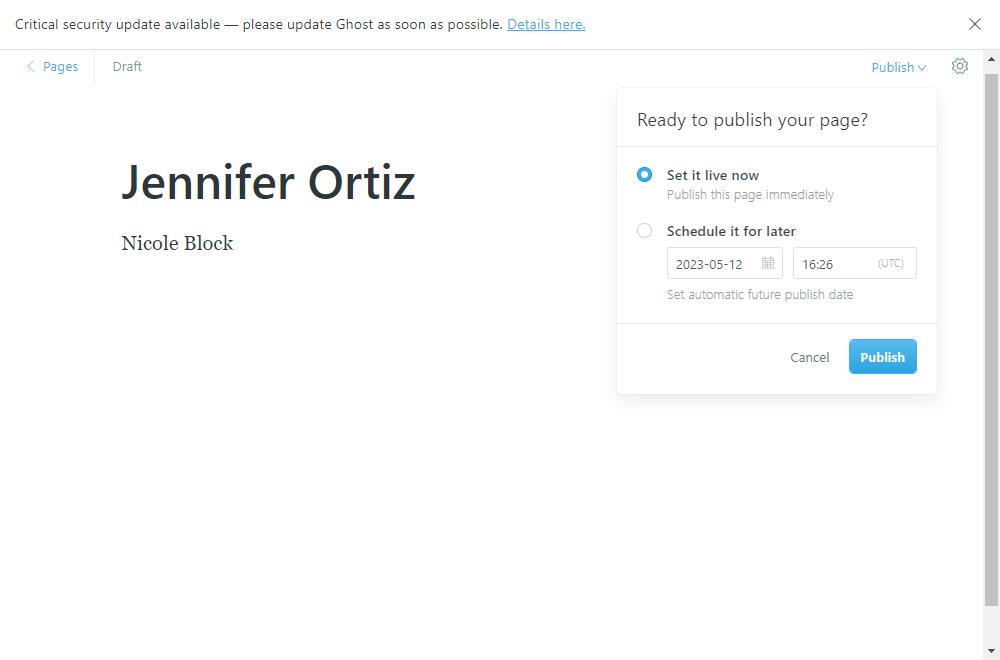 Critical security update available — please update Ghost as soon as possible. Details here.
Pages
Draft
Publish
Ready to publish your page?
Set it live now
Publish this page immediately
Schedule it for later
2023-05-12
16:26 (UTC)
Set automatic future publish date
Cancel
Publish
Jennifer Ortiz
Nicole Block